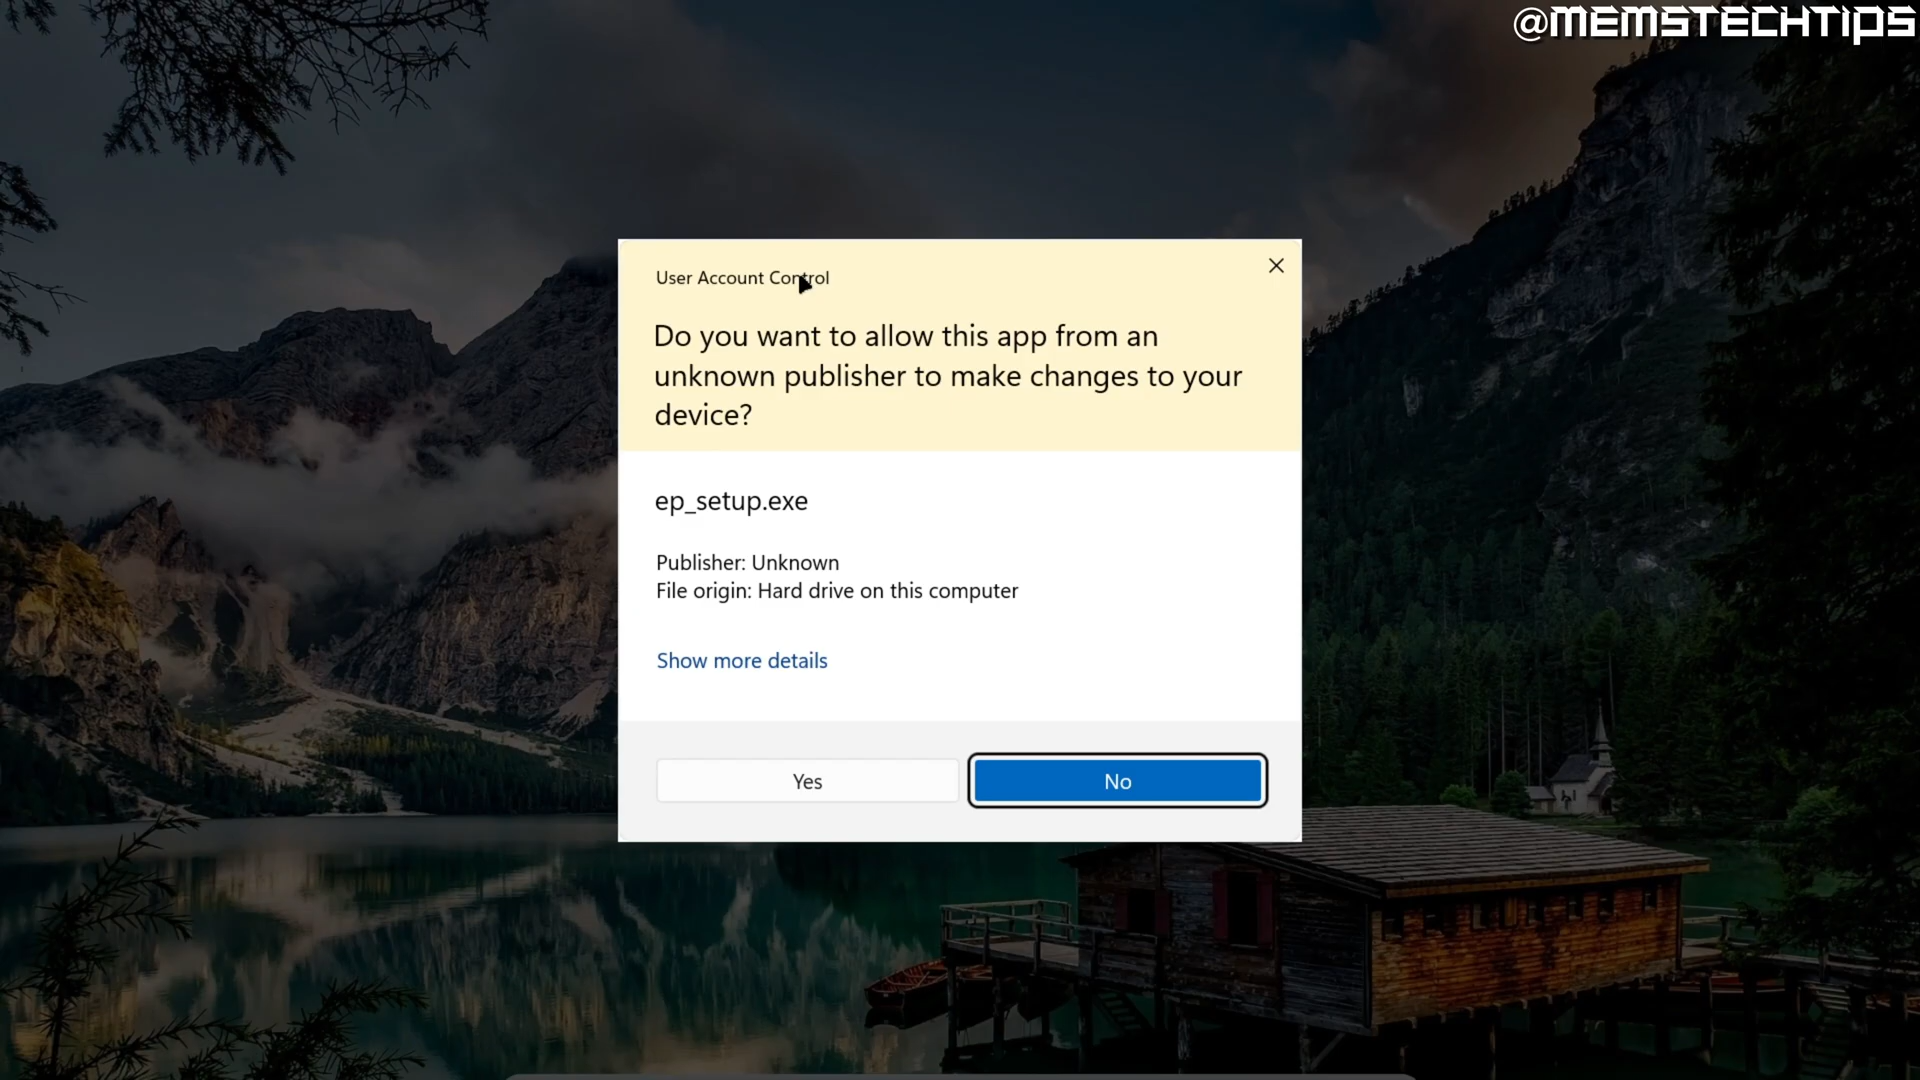 @MEMSTECHTIPS
User Account Control
Do you want to allow this app from an
unknown publisher to make changes to your
device?
ep_setup.exe
Publisher: Unknown
File origin: Hard drive on this computer
Show more details
Yes
No